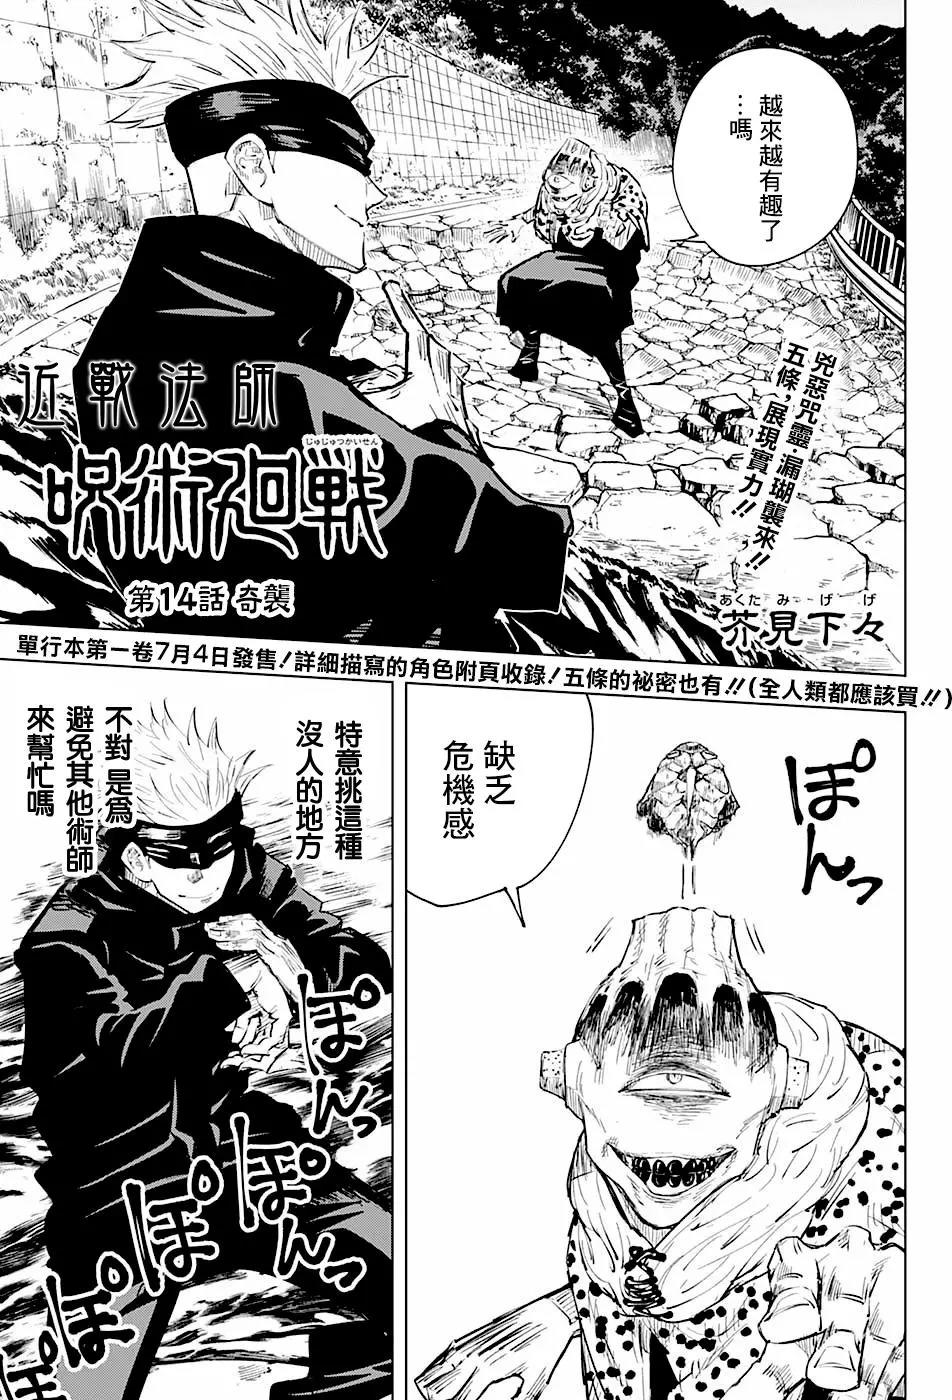 越來越有趣了
…嗎
兇惡咒靈·漏瑚襲來!!
五條，展現實力!!
近戰法師
じゅじゅつかいせん
呪術廻戦
第14話 奇襲
あくたみげげ
芥見下々
單行本第一卷7月4日發售!詳細描寫的角色附頁收錄!五條的祕密也有!!(全人類都應該買!!)
ぽんっ
缺乏
危機感
特意挑這種
沒人的地方
不對 是為
避免其他術師
來幫忙嗎
ぽんっ
ぽんっ
ぽ
ぽ
ぽ
ぽ